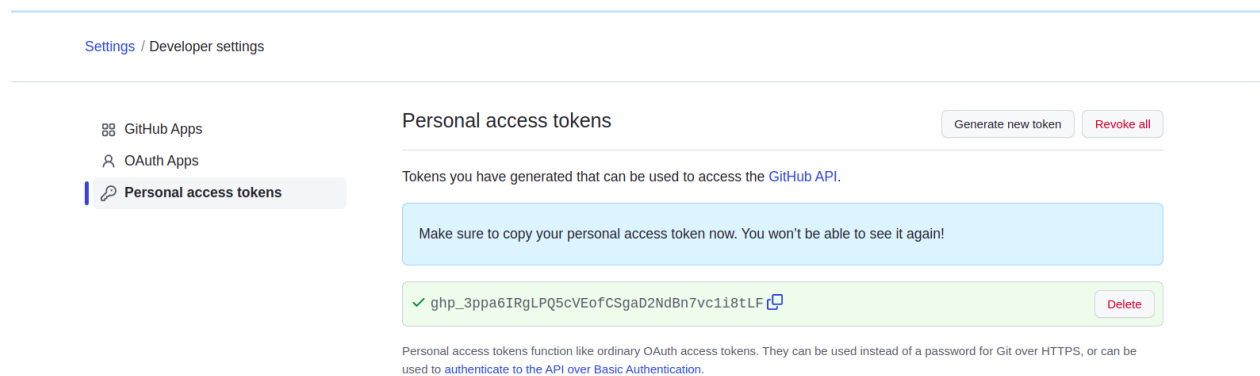 Settings / Developer settings
GitHub Apps
OAuth Apps
Personal access tokens
Personal access tokens
Generate new token
Revoke all
Tokens you have generated that can be used to access the GitHub API.
Make sure to copy your personal access token now. You won’t be able to see it again!
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
Delete
Personal access tokens function like ordinary OAuth access tokens. They can be used instead of a password for Git over HTTPS, or can be
used to authenticate to the API over Basic Authentication.